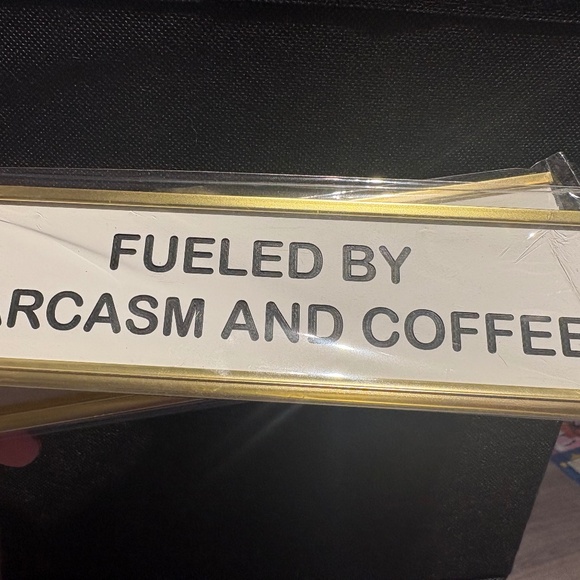 FUELED BY
ARCASM AND COFFEE